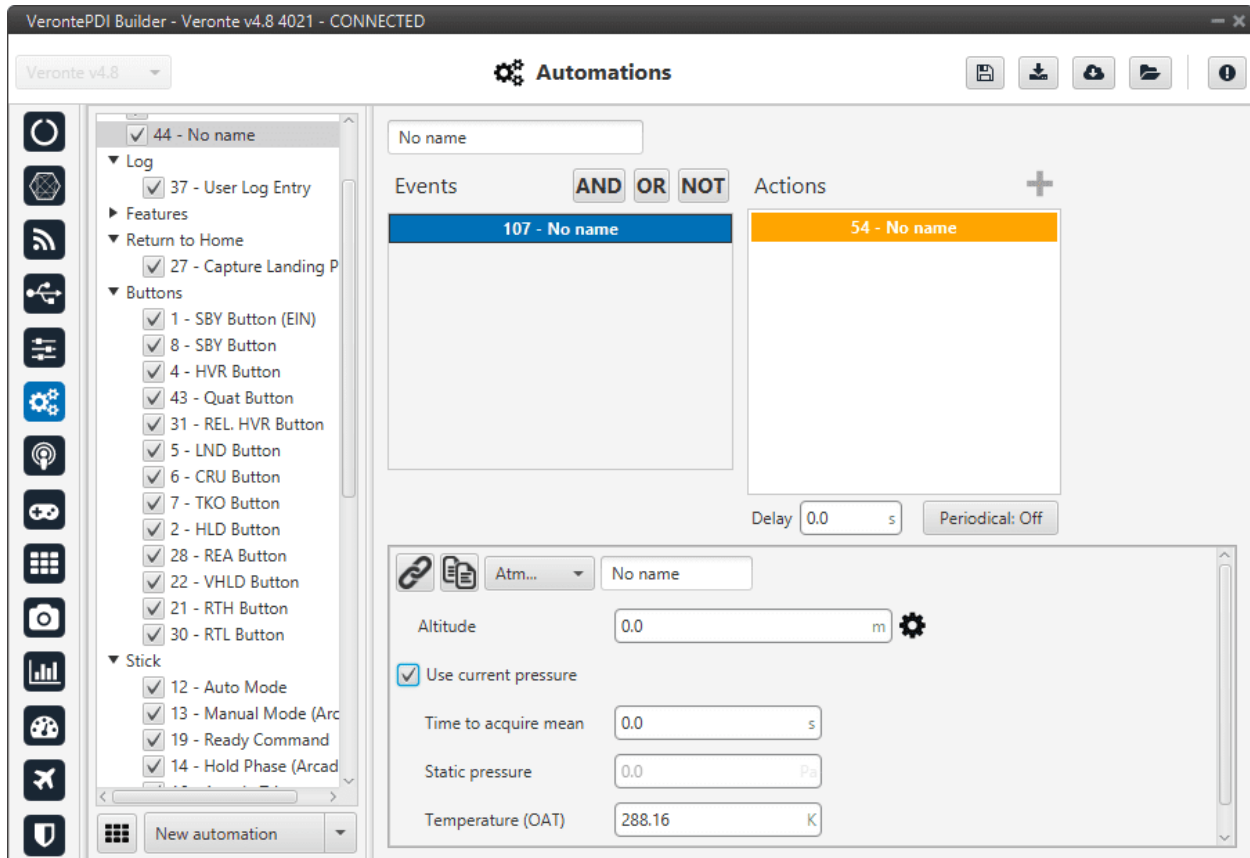 VerontePDI Builder - Veronte v4.8 4021 - CONNECTED
Veronte v4.8
Automations
44 - No name
Log
37 - User Log Entry
Features
Return to Home
27 - Capture Landing P
Buttons
1 - SBY Button (EIN)
8 - SBY Button
4 - HVR Button
43 - Quat Button
31 - REL. HVR Button
5 - LND Button
6 - CRU Button
7 - TKO Button
2 - HLD Button
28 - REA Button
22 - VHLD Button
21 - RTH Button
30 - RTL Button
Stick
12 - Auto Mode
13 - Manual Mode (Arc
19 - Ready Command
14 - Hold Phase (Arcad
New automation
No name
Events AND OR NOT Actions
107 - No name
54 - No name
Delay 0.0 s Periodical: Off
Atm... No name
Altitude 0.0 m
Use current pressure
Time to acquire mean 0.0 s
Static pressure 0.0 Pa
Temperature (OAT) 288.16 K